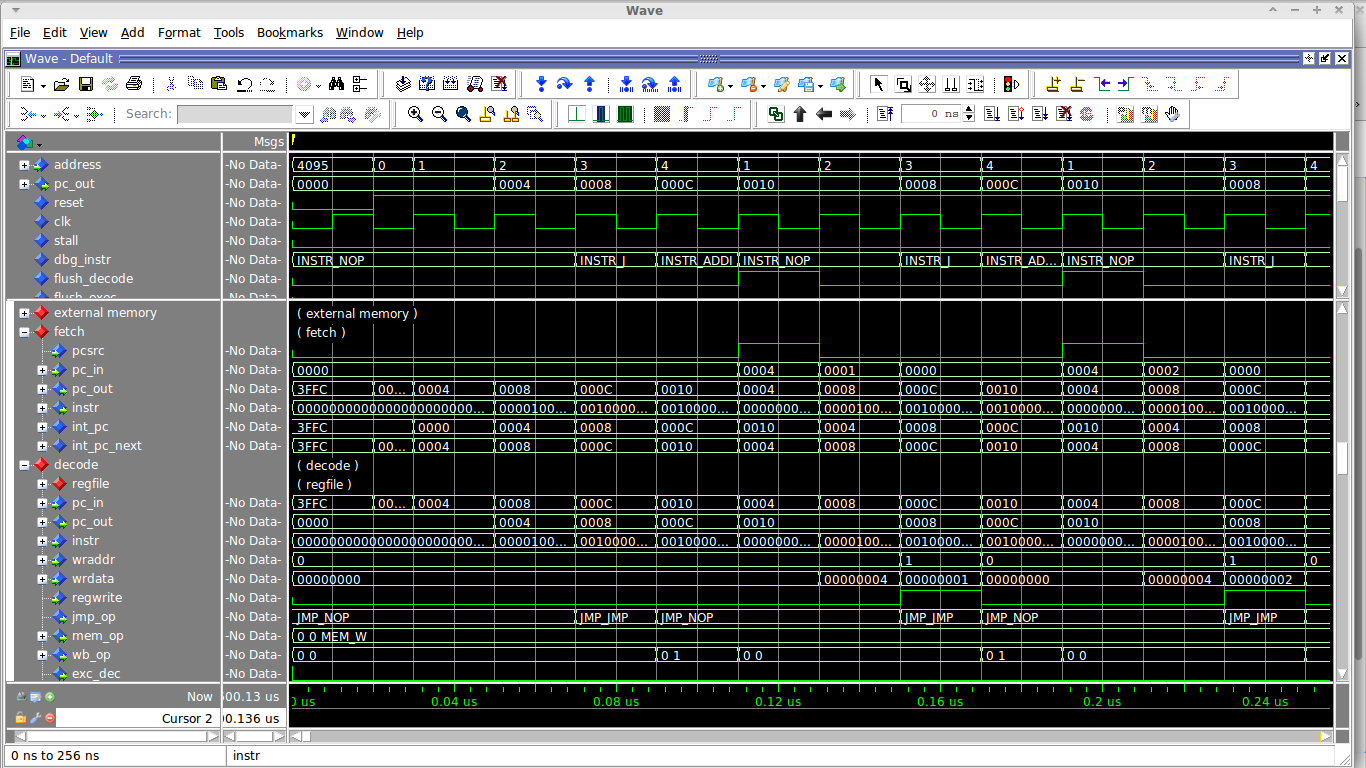 Wave
File Edit View Add Format Tools Bookmarks Window Help
Wave - Default
Search: 0 ns
Msgs
address -No Data- 4095 0 1 2 3 4 1 2 3 4 1 2 3 4
pc_out -No Data- 0000 0004 0008 000C 0010 0008 000C 0010 0008
reset -No Data-
clk -No Data-
stall -No Data-
dbg_instr -No Data- INSTR_NOP INSTR_J INSTR_ADDI INSTR_NOP INSTR_J INSTR_AD... INSTR_NOP INSTR_J
flush_decode -No Data-
flush_exec -No Data-
external memory ( external memory )
fetch ( fetch )
pcsrc -No Data-
pc_in -No Data- 0000 0004 0001 0000 0004 0002 0000
pc_out -No Data- 3FFC 00... 0004 0008 000C 0010 0004 0008 000C 0010 0004 0008 000C
instr -No Data- 0000000000000000000000... 0000100... 0010000... 0010000... 0000000... 0000100... 0010000... 0010000... 0000000... 0000100... 0010000...
int_pc -No Data- 3FFC 0000 0004 0008 000C 0010 0004 0008 000C 0010 0004 0008
int_pc_next -No Data- 3FFC 00... 0004 0008 000C 0010 0004 0008 000C 0010 0004 0008 000C
decode ( decode )
regfile ( regfile )
pc_in -No Data- 3FFC 00... 0004 0008 000C 0010 0004 0008 000C 0010 0004 0008 000C
pc_out -No Data- 0000 0004 0008 000C 0010 0008 000C 0010 0008
instr -No Data- 0000000000000000000000... 0000100... 0010000... 0010000... 0000000... 0000100... 0010000... 0010000... 0000000... 0000100... 0010000...
wraddr -No Data- 0 1 0 1 0
wrdata -No Data- 00000000 00000004 00000001 00000000 00000004 00000002
regwrite -No Data-
jmp_op -No Data- JMP_NOP JMP_JMP JMP_NOP JMP_JMP JMP_NOP JMP_JMP
mem_op -No Data- 0 0 MEM_W
wb_op -No Data- 0 0 0 1 0 0 0 1 0 0
exc_dec -No Data-
Now 500.13 us us 0.04 us 0.08 us 0.12 us 0.16 us 0.2 us 0.24 us
Cursor 2 00.136 us
0 ns to 256 ns instr